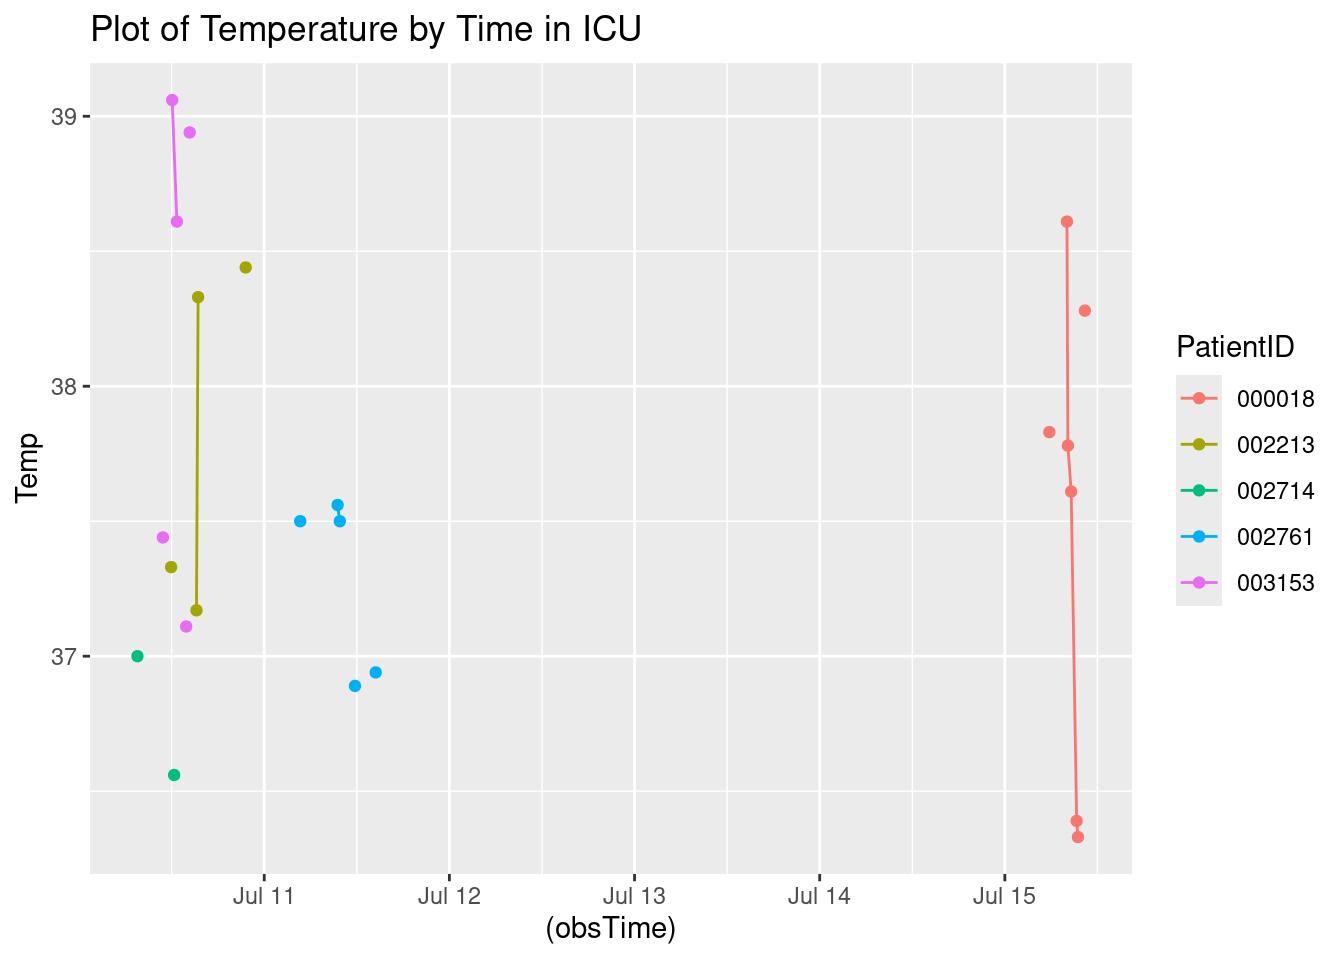 Plot of Temperature by Time in ICU
39
38
37
Temp
Jul 11
Jul 12
Jul 13
Jul 14
Jul 15
(obsTime)
PatientID
000018
002213
002714
002761
003153